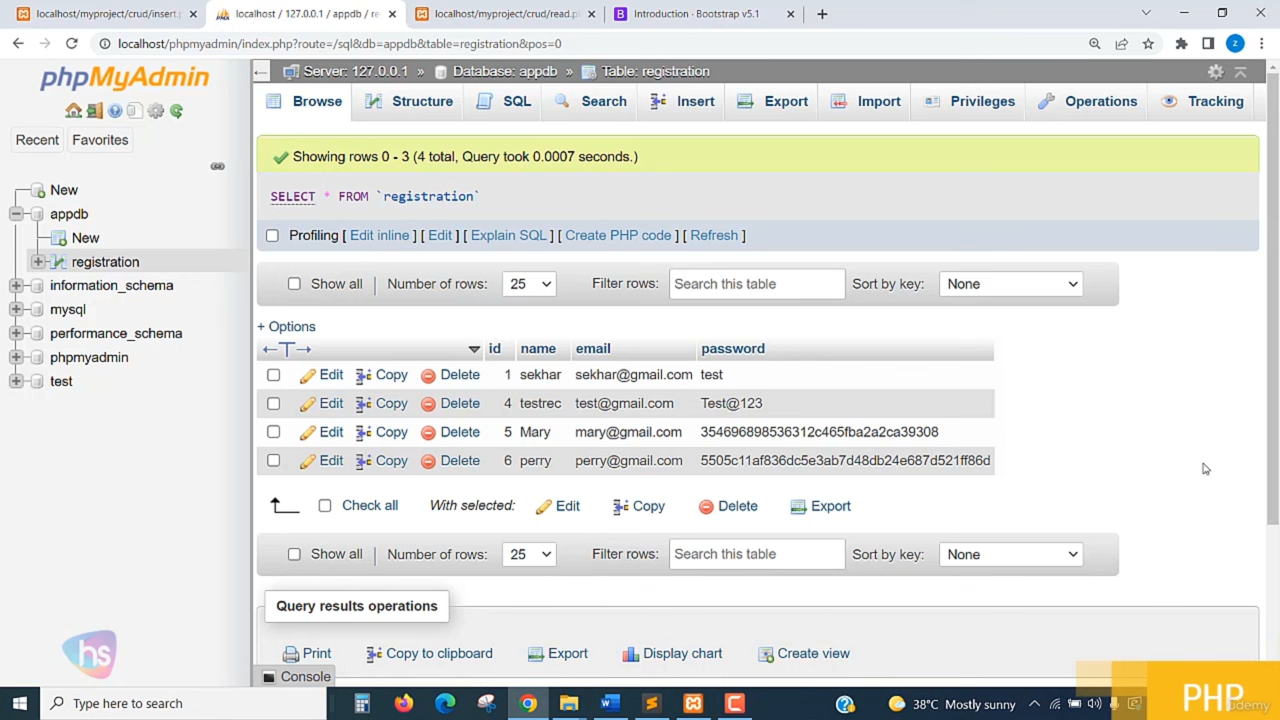 localhost/myproject/crud/insert. localhost / 127.0.0.1 / appdb / re localhost/myproject/crud/read.p Introduction · Bootstrap v5.1
localhost/phpmyadmin/index.php?route=/sql&db=appdb&table=registration&pos=0
phpMyAdmin
Server: 127.0.0.1 » Database: appdb » Table: registration
Browse Structure SQL Search Insert Export Import Privileges Operations Tracking
Recent Favorites
New
appdb
New
registration
information_schema
mysql
performance_schema
phpmyadmin
test
Showing rows 0 - 3 (4 total, Query took 0.0007 seconds.)
SELECT * FROM `registration`
Profiling [ Edit inline ] [ Edit ] [ Explain SQL ] [ Create PHP code ] [ Refresh ]
Show all Number of rows: 25 Filter rows: Search this table Sort by key: None
+ Options
id name email password
Edit Copy Delete 1 sekhar sekhar@gmail.com test
Edit Copy Delete 4 testrec test@gmail.com Test@123
Edit Copy Delete 5 Mary mary@gmail.com 354696898536312c465fba2a2ca39308
Edit Copy Delete 6 perry perry@gmail.com 5505c11af836dc5e3ab7d48db24e687d521ff86d
Check all With selected: Edit Copy Delete Export
Show all Number of rows: 25 Filter rows: Search this table Sort by key: None
Query results operations
Print Copy to clipboard Export Display chart Create view
Console
hs
Type here to search
38°C Mostly sunny
PHP
Udemy